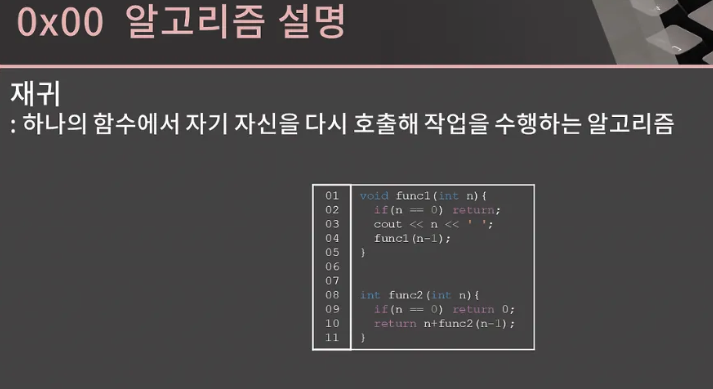 0x00 알고리즘 설명
재귀
: 하나의 함수에서 자기 자신을 다시 호출해 작업을 수행하는 알고리즘
01 void func1(int n){
02 if(n == 0) return;
03 cout << n << ' ';
04 func1(n-1);
05 }
06
07
08 int func2(int n){
09 if(n == 0) return 0;
10 return n+func2(n-1);
11 }